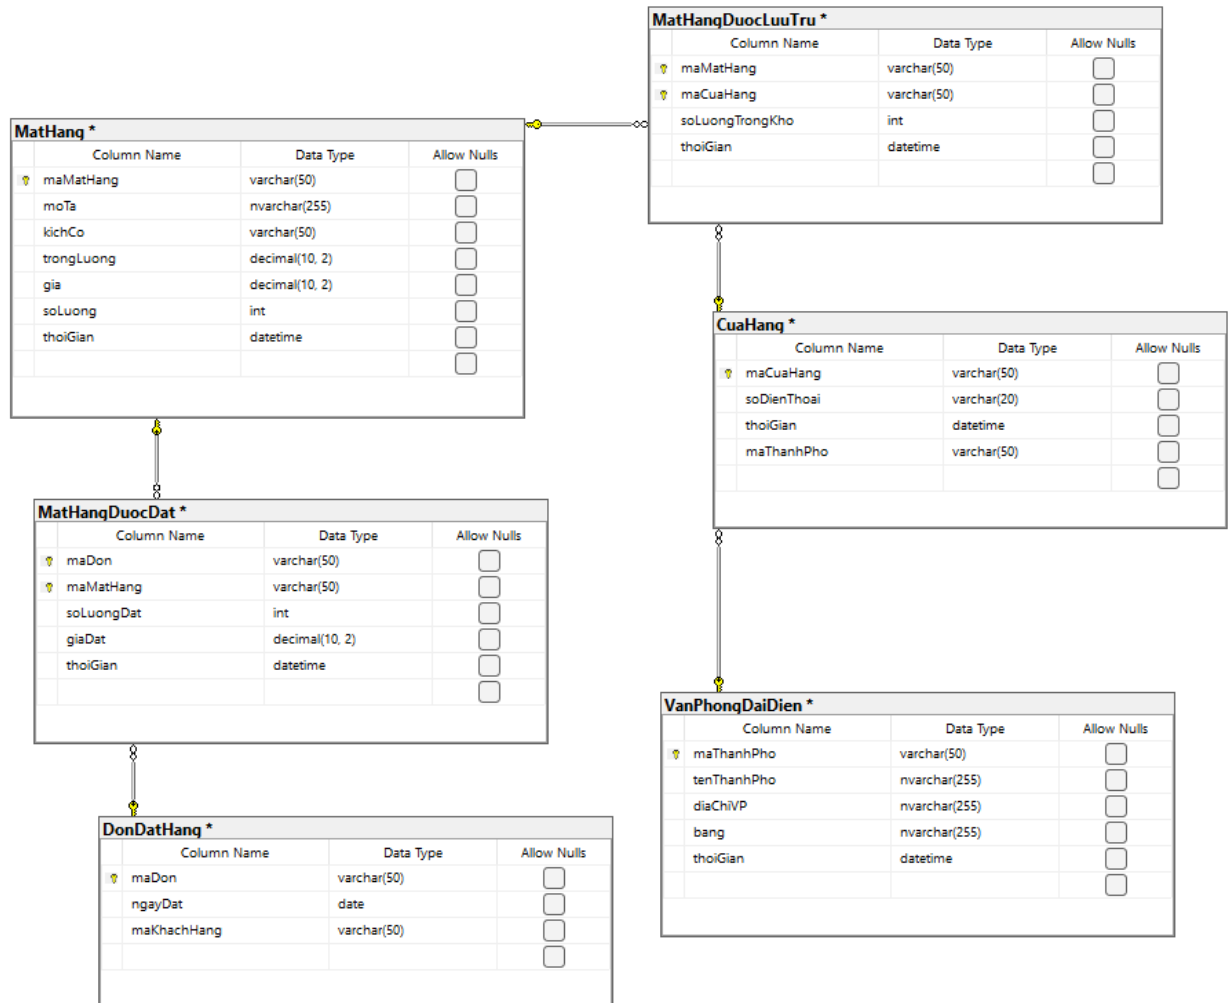 MatHangDuocLuuTru *
Column Name Data Type Allow Nulls
maMatHang varchar(50)
maCuaHang varchar(50)
soLuongTrongKho int
thoiGian datetime
MatHang *
Column Name Data Type Allow Nulls
maMatHang varchar(50)
moTa nvarchar(255)
kichCo varchar(50)
trongLuong decimal(10, 2)
gia decimal(10, 2)
soLuong int
thoiGian datetime
CuaHang *
Column Name Data Type Allow Nulls
maCuaHang varchar(50)
soDienThoai varchar(20)
thoiGian datetime
maThanhPho varchar(50)
MatHangDuocDat *
Column Name Data Type Allow Nulls
maDon varchar(50)
maMatHang varchar(50)
soLuongDat int
giaDat decimal(10, 2)
thoiGian datetime
VanPhongDaiDien *
Column Name Data Type Allow Nulls
maThanhPho varchar(50)
tenThanhPho nvarchar(255)
diaChiVP nvarchar(255)
bang nvarchar(255)
thoiGian datetime
DonDatHang *
Column Name Data Type Allow Nulls
maDon varchar(50)
ngayDat date
maKhachHang varchar(50)